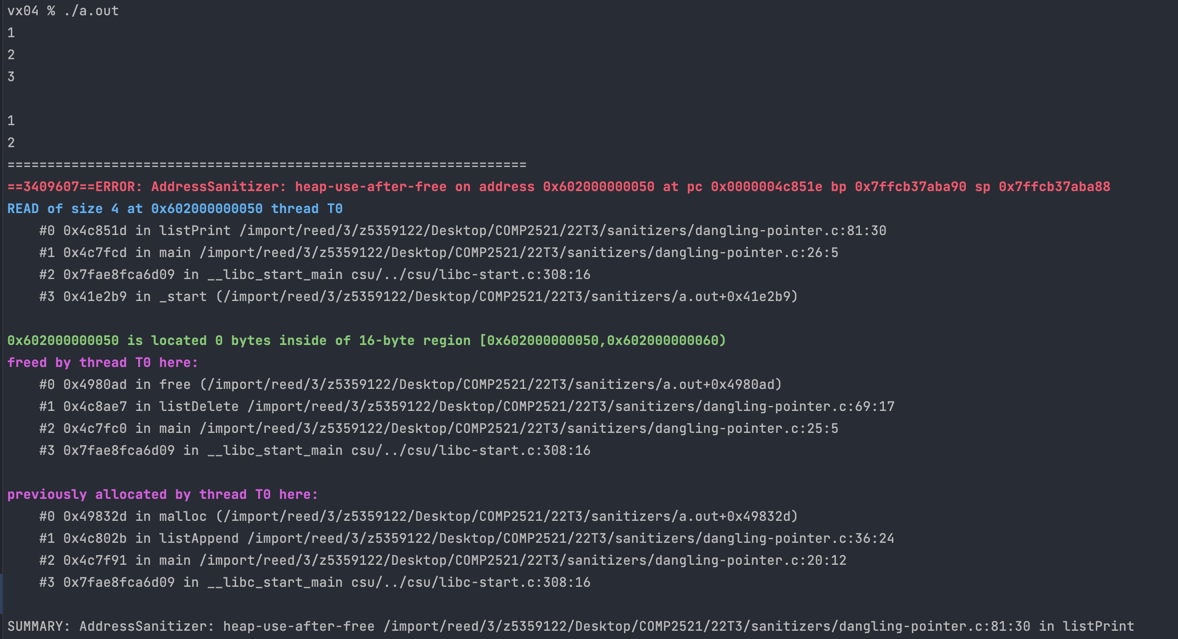 vx04 % ./a.out
1
2
3

1
2
=================================================================
==3409607==ERROR: AddressSanitizer: heap-use-after-free on address 0x602000000050 at pc 0x0000004c851e bp 0x7ffcb37aba90 sp 0x7ffcb37aba88
READ of size 4 at 0x602000000050 thread T0
    #0 0x4c851d in listPrint /import/reed/3/z5359122/Desktop/COMP2521/22T3/sanitizers/dangling-pointer.c:81:30
    #1 0x4c7fcd in main /import/reed/3/z5359122/Desktop/COMP2521/22T3/sanitizers/dangling-pointer.c:26:5
    #2 0x7fae8fca6d09 in __libc_start_main csu/../csu/libc-start.c:308:16
    #3 0x41e2b9 in _start (/import/reed/3/z5359122/Desktop/COMP2521/22T3/sanitizers/a.out+0x41e2b9)

0x602000000050 is located 0 bytes inside of 16-byte region [0x602000000050,0x602000000060)
freed by thread T0 here:
    #0 0x4980ad in free (/import/reed/3/z5359122/Desktop/COMP2521/22T3/sanitizers/a.out+0x4980ad)
    #1 0x4c8ae7 in listDelete /import/reed/3/z5359122/Desktop/COMP2521/22T3/sanitizers/dangling-pointer.c:69:17
    #2 0x4c7fc0 in main /import/reed/3/z5359122/Desktop/COMP2521/22T3/sanitizers/dangling-pointer.c:25:5
    #3 0x7fae8fca6d09 in __libc_start_main csu/../csu/libc-start.c:308:16

previously allocated by thread T0 here:
    #0 0x49832d in malloc (/import/reed/3/z5359122/Desktop/COMP2521/22T3/sanitizers/a.out+0x49832d)
    #1 0x4c802b in listAppend /import/reed/3/z5359122/Desktop/COMP2521/22T3/sanitizers/dangling-pointer.c:36:24
    #2 0x4c7f91 in main /import/reed/3/z5359122/Desktop/COMP2521/22T3/sanitizers/dangling-pointer.c:20:12
    #3 0x7fae8fca6d09 in __libc_start_main csu/../csu/libc-start.c:308:16

SUMMARY: AddressSanitizer: heap-use-after-free /import/reed/3/z5359122/Desktop/COMP2521/22T3/sanitizers/dangling-pointer.c:81:30 in listPrint